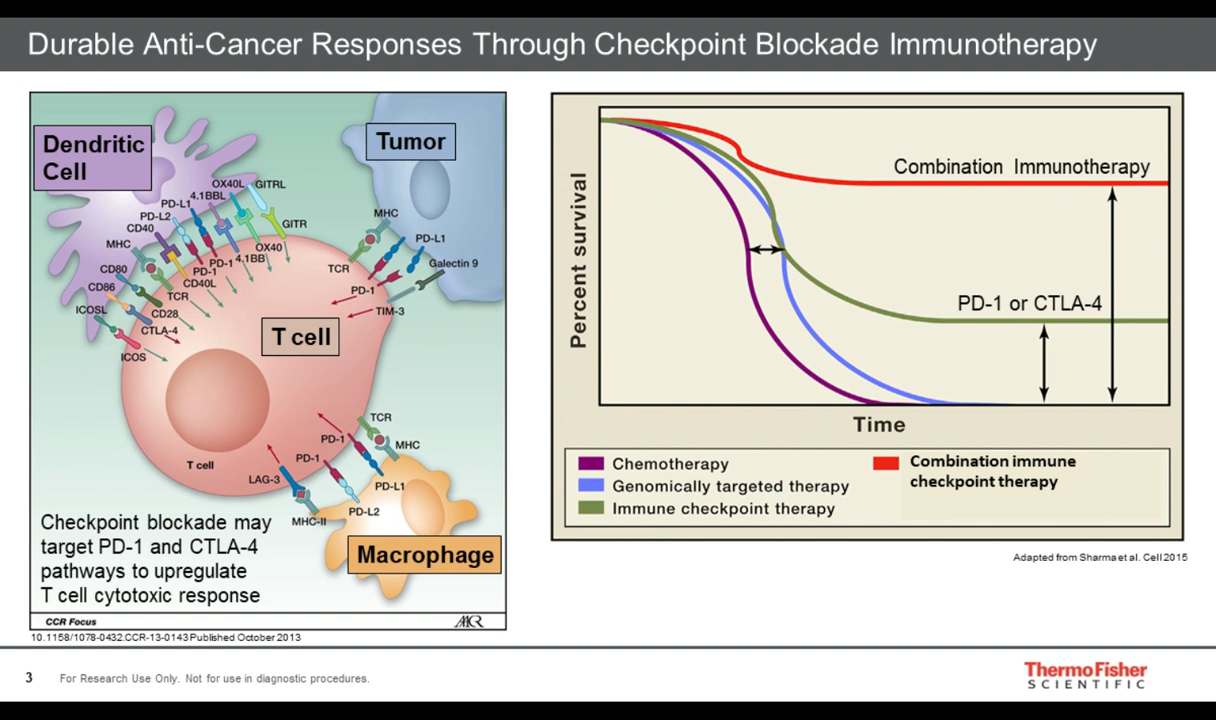 Durable Anti-Cancer Responses Through Checkpoint Blockade Immunotherapy
Dendritic
Cell
Tumor
OX40L
GITRL
4.1BBL
PD-L1
PD-L2
CD40
MHC
CD80
CD86
ICOSL
GITR
OX40
4.1BB
PD-1
PD-1
CD40L
TCR
CD28
CTLA-4
ICOS
MHC
PD-L1
Galectin 9
TCR
PD-1
TIM-3
T cell
T cell
TCR
PD-1
MHC
PD-1
LAG-3
PD-L1
PD-L2
MHC-II
Macrophage
Checkpoint blockade may
target PD-1 and CTLA-4
pathways to upregulate
T cell cytotoxic response
CCR Focus
AACR
10.1158/1078-0432.CCR-13-0143 Published October 2013
Percent survival
Combination Immunotherapy
PD-1 or CTLA-4
Time
Chemotherapy
Genomically targeted therapy
Immune checkpoint therapy
Combination immune
checkpoint therapy
Adapted from Sharma et al. Cell 2015
3 For Research Use Only. Not for use in diagnostic procedures.
ThermoFisher
SCIENTIFIC